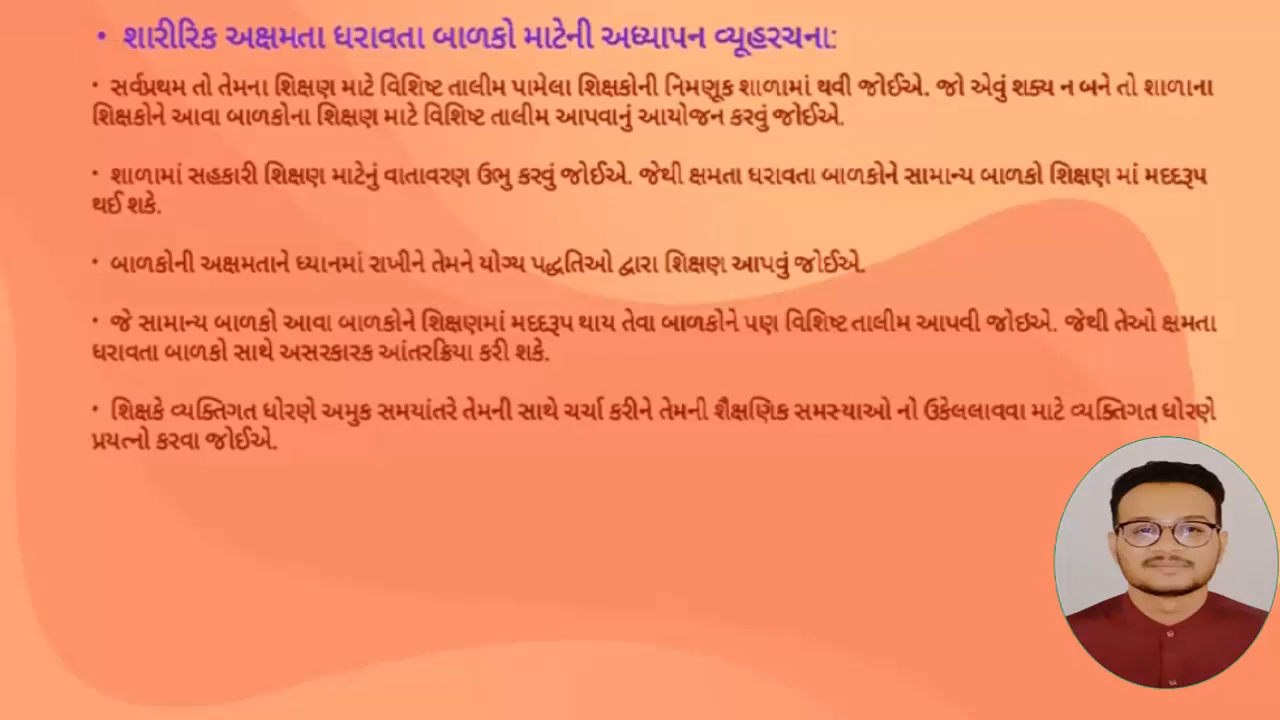 • શારીરિક અક્ષમતા ધરાવતા બાળકો માટેની અધ્યાપન વ્યૂહરચના:
• સર્વપ્રથમ તો તેમના શિક્ષણ માટે વિશિષ્ટ તાલીમ પામેલા શિક્ષકોની નિમણૂક શાળામાં થવી જોઈએ. જો એવું શક્ય ન બને તો શાળાના
શિક્ષકોને આવા બાળકોના શિક્ષણ માટે વિશિષ્ટ તાલીમ આપવાનું આયોજન કરવું જોઈએ.
• શાળામાં સહકારી શિક્ષણ માટેનું વાતાવરણ ઉભુ કરવું જોઈએ. જેથી ક્ષમતા ધરાવતા બાળકોને સામાન્ય બાળકો શિક્ષણ માં મદદરૂપ
થઈ શકે.
• બાળકોની અક્ષમતાને ધ્યાનમાં રાખીને તેમને યોગ્ય પદ્ધતિઓ દ્વારા શિક્ષણ આપવું જોઈએ.
• જે સામાન્ય બાળકો આવા બાળકોને શિક્ષણમાં મદદરૂપ થાય તેવા બાળકોને પણ વિશિષ્ટ તાલીમ આપવી જોઇએ. જેથી તેઓ ક્ષમતા
ધરાવતા બાળકો સાથે અસરકારક આંતરક્રિયા કરી શકે.
• શિક્ષકે વ્યક્તિગત ધોરણે અમુક સમયાંતરે તેમની સાથે ચર્ચા કરીને તેમની શૈક્ષણિક સમસ્યાઓ નો ઉકેલલાવવા માટે વ્યક્તિગત ધોરણે
પ્રયત્નો કરવા જોઈએ.